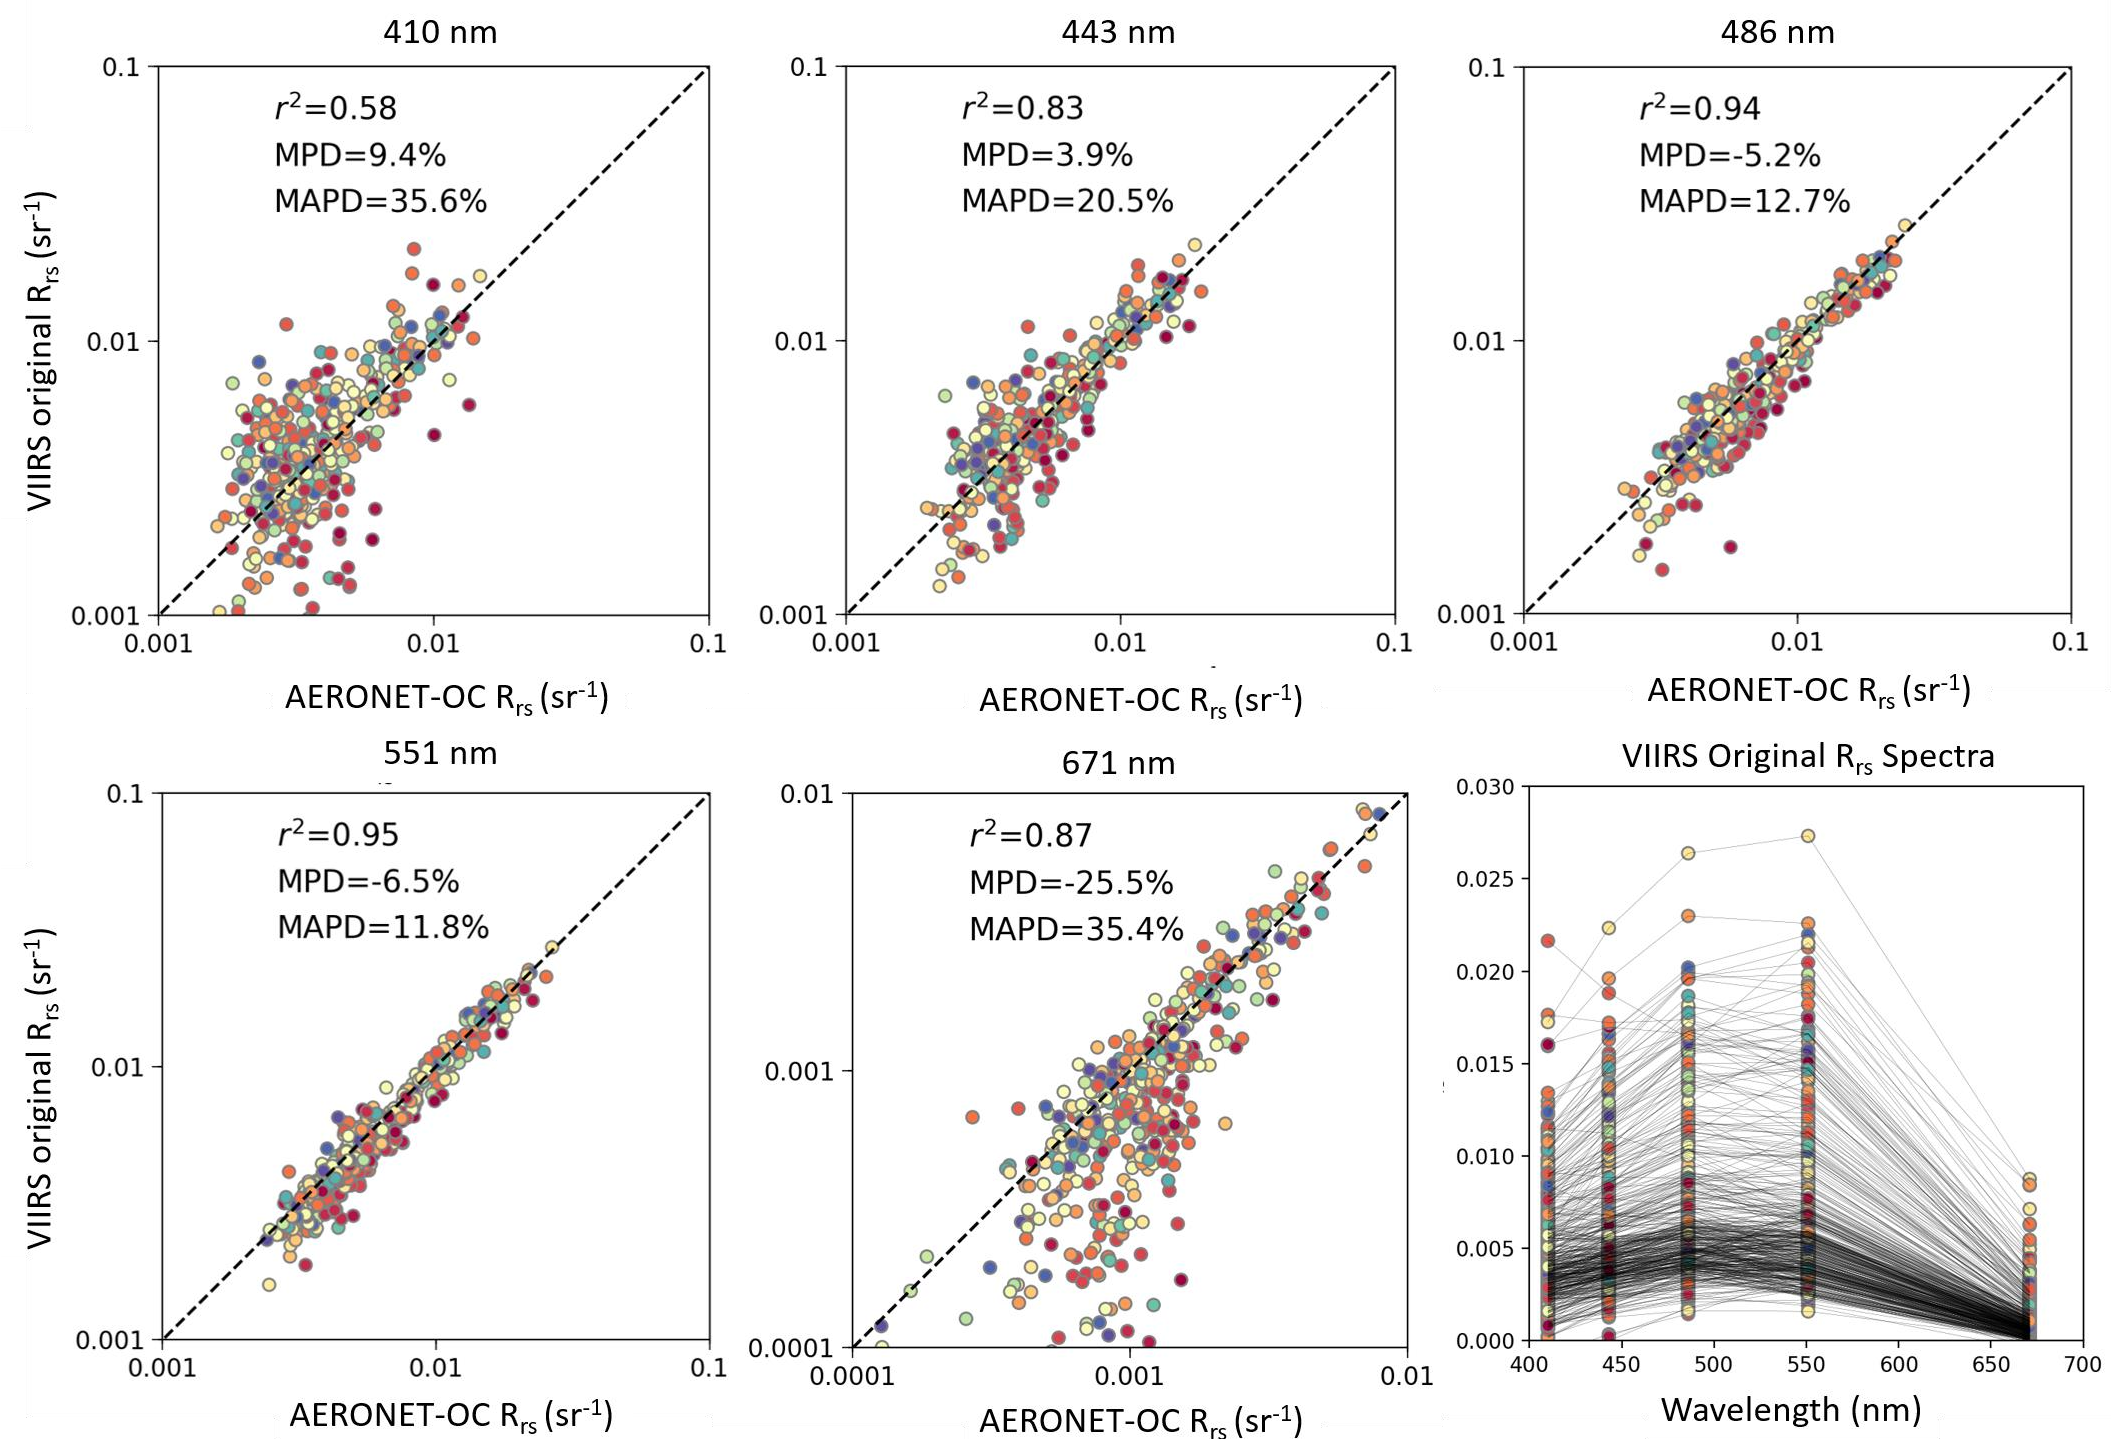 410 nm
443 nm
486 nm
0.1
r²=0.58
MPD=9.4%
MAPD=35.6%
0.01
0.001
0.001
0.01
0.1
VIIRS original Rrs (sr-1)
AERONET-OC Rrs (sr-1)
0.1
r²=0.83
MPD=3.9%
MAPD=20.5%
0.01
0.001
0.001
0.01
0.1
AERONET-OC Rrs (sr-1)
0.1
r²=0.94
MPD=-5.2%
MAPD=12.7%
0.01
0.001
0.001
0.01
0.1
AERONET-OC Rrs (sr-1)
551 nm
671 nm
VIIRS Original Rrs Spectra
0.1
r²=0.95
MPD=-6.5%
MAPD=11.8%
0.01
0.001
0.001
0.01
0.1
VIIRS original Rrs (sr-1)
AERONET-OC Rrs (sr-1)
0.01
r²=0.87
MPD=-25.5%
MAPD=35.4%
0.001
0.0001
0.0001
0.001
0.01
AERONET-OC Rrs (sr-1)
0.030
0.025
0.020
0.015
0.010
0.005
0.000
400
450
500
550
600
650
700
Wavelength (nm)